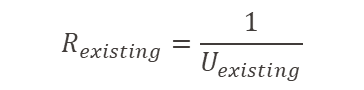 R_existing = 1 / U_existing